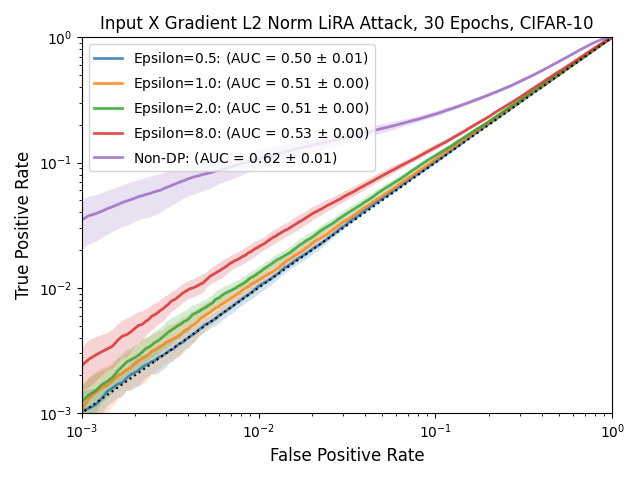 Input X Gradient L2 Norm LiRA Attack, 30 Epochs, CIFAR-10
Epsilon=0.5: (AUC = 0.50 ± 0.01)
Epsilon=1.0: (AUC = 0.51 ± 0.00)
Epsilon=2.0: (AUC = 0.51 ± 0.00)
Epsilon=8.0: (AUC = 0.53 ± 0.00)
Non-DP: (AUC = 0.62 ± 0.01)
True Positive Rate
10⁰
10⁻¹
10⁻²
10⁻³
10⁻³ 10⁻² 10⁻¹ 10⁰
False Positive Rate